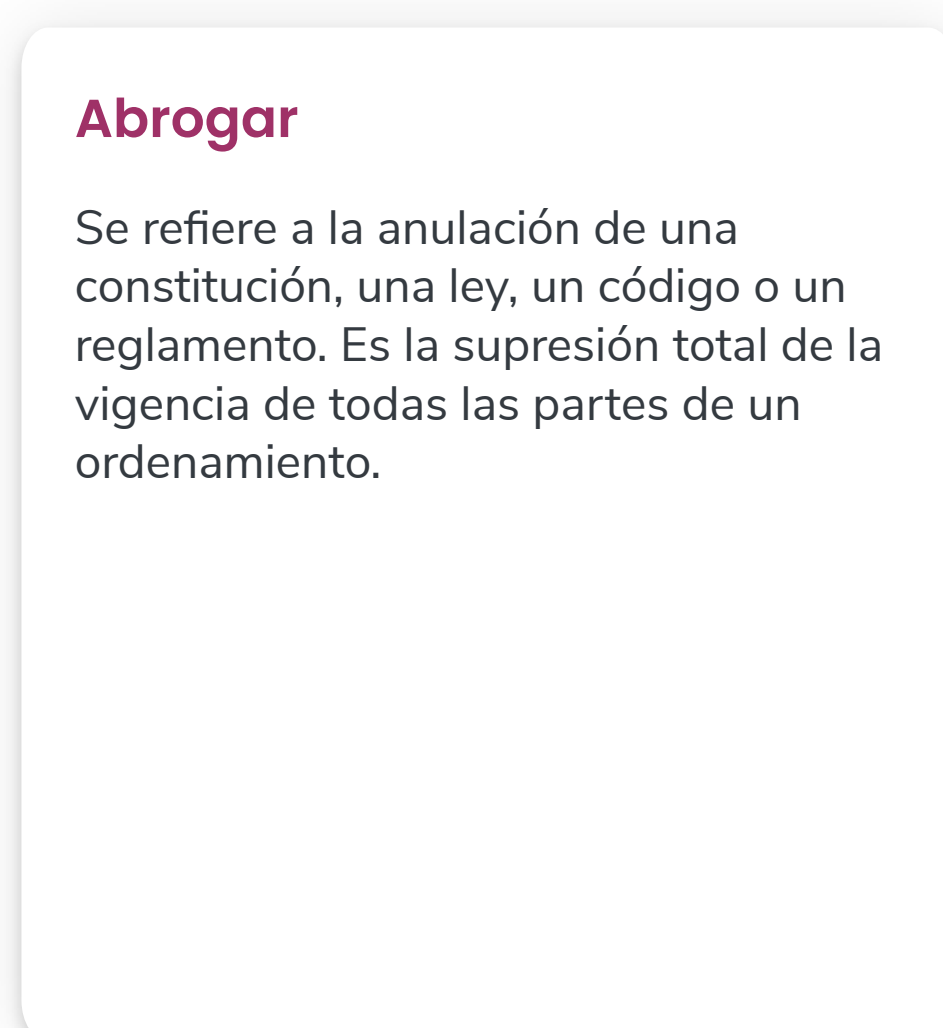 Abrogar
Se refiere a la anulación de una
constitución, una ley, un código o un
reglamento. Es la supresión total de la
vigencia de todas las partes de un
ordenamiento.